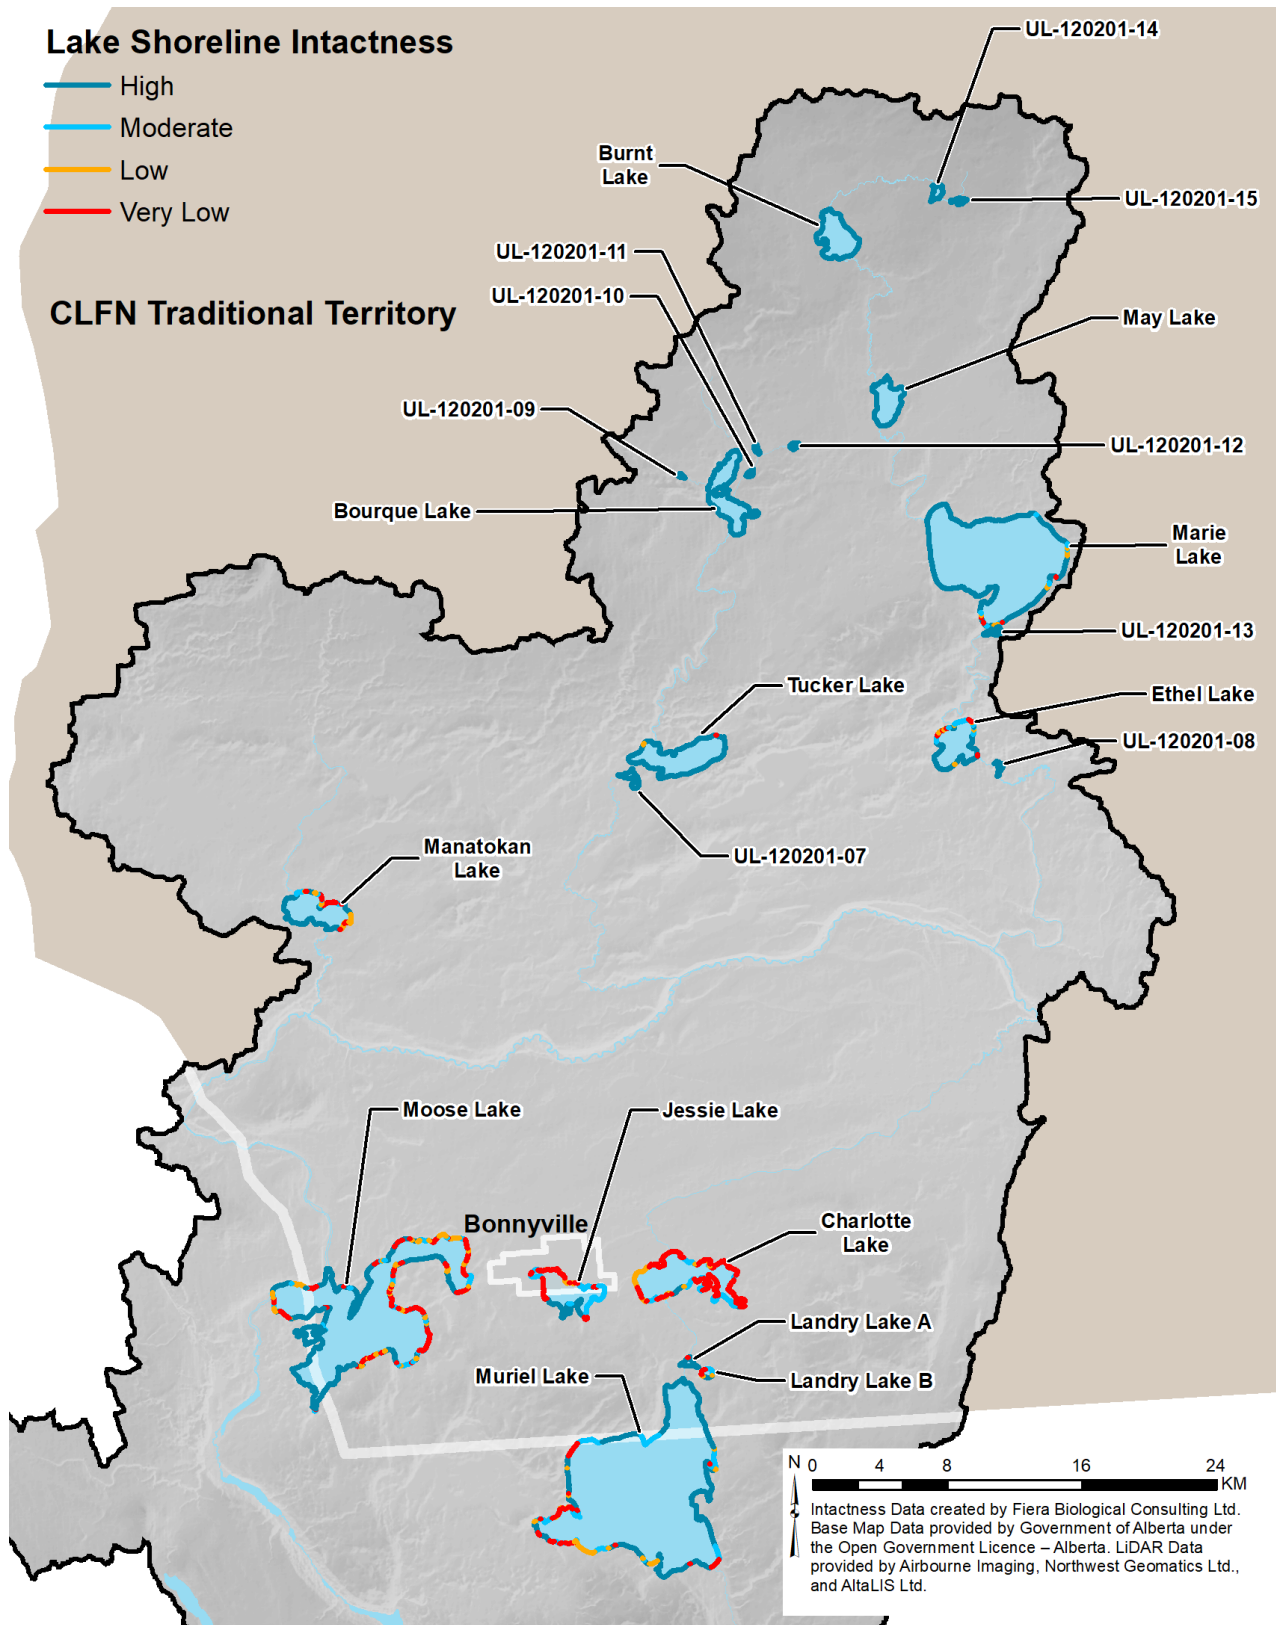 Lake Shoreline Intactness
High
Moderate
Low
Very Low
CLFN Traditional Territory
UL-120201-14
Burnt
Lake
UL-120201-15
UL-120201-11
UL-120201-10
May Lake
UL-120201-09
UL-120201-12
Bourque Lake
Marie
Lake
UL-120201-13
Tucker Lake
Ethel Lake
UL-120201-08
Manatokan
Lake
UL-120201-07
Moose Lake
Jessie Lake
Bonnyville
Charlotte
Lake
Landry Lake A
Muriel Lake
Landry Lake B
N
0 4 8 16 24
KM
Intactness Data created by Fiera Biological Consulting Ltd.
Base Map Data provided by Government of Alberta under
the Open Government Licence – Alberta. LiDAR Data
provided by Airbourne Imaging, Northwest Geomatics Ltd.,
and AltaLIS Ltd.